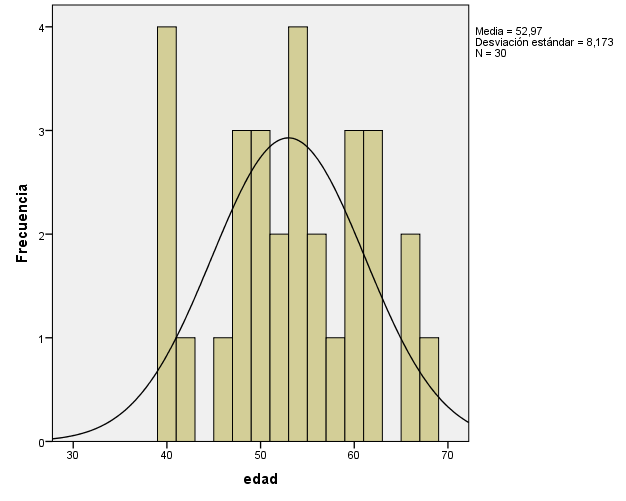 Media = 52,97
Desviación estándar = 8,173
N = 30
Frecuencia
4
3
2
1
0
30 40 50 60 70
edad